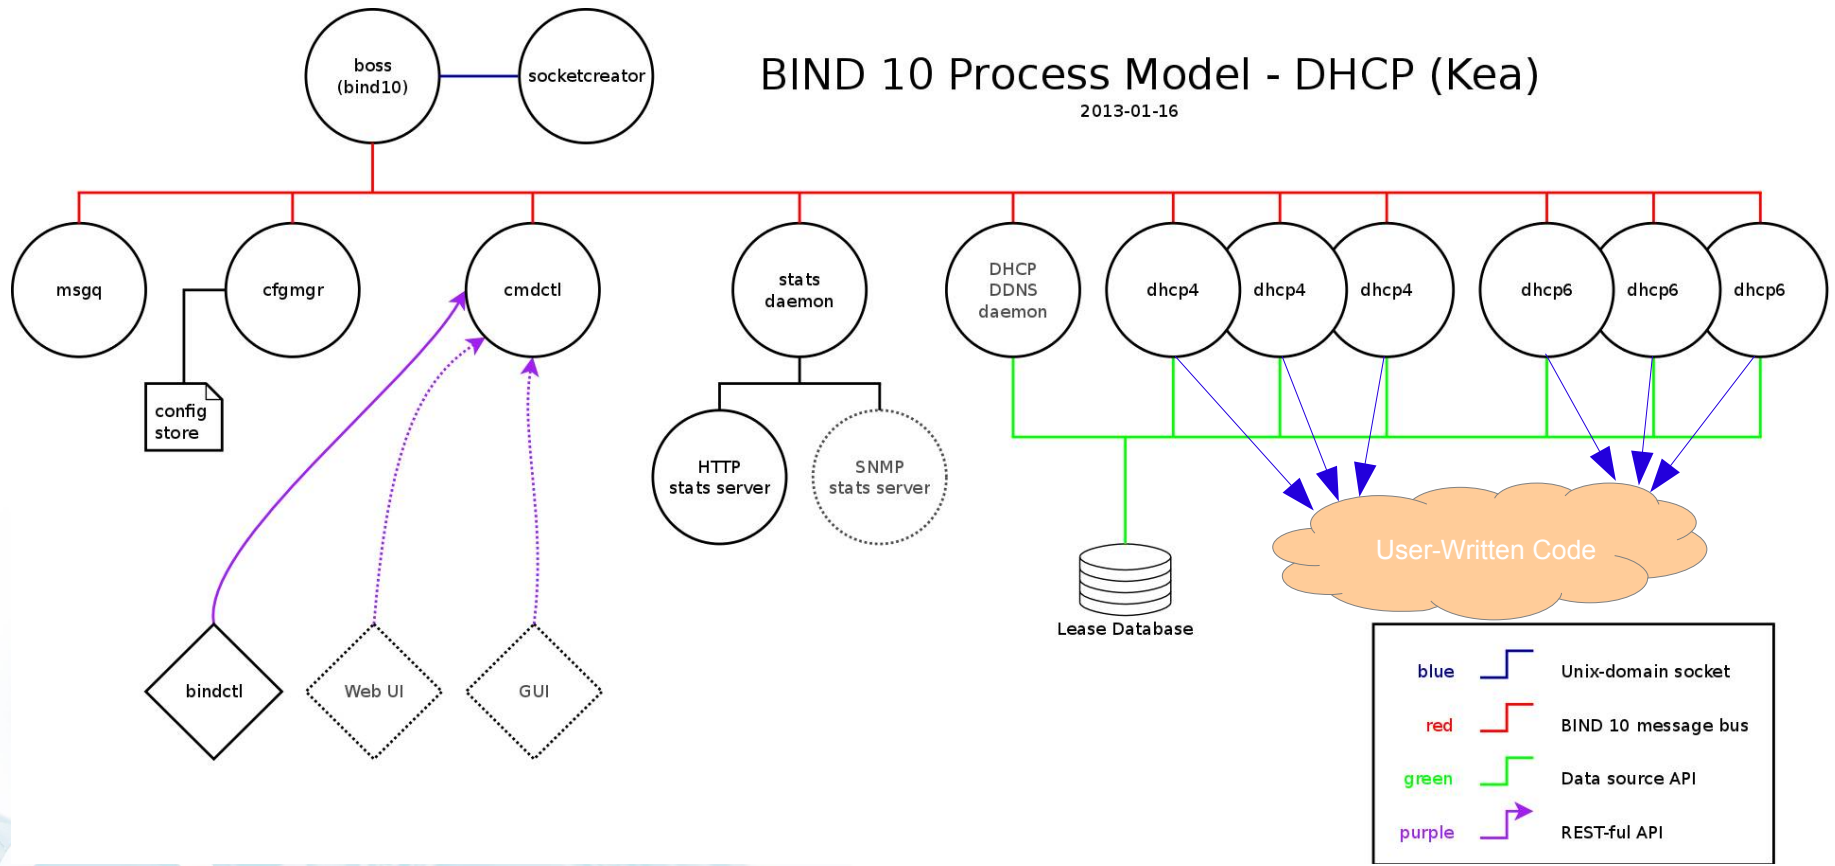 BIND 10 Process Model - DHCP (Kea)
2013-01-16
boss
(bind10)
socketcreator
msgq
cfgmgr
cmdctl
stats
daemon
DHCP
DDNS
daemon
dhcp4
dhcp4
dhcp4
dhcp6
dhcp6
dhcp6
config
store
HTTP
stats server
SNMP
stats server
User-Written Code
Lease Database
bindctl
Web UI
GUI
blue Unix-domain socket
red BIND 10 message bus
green Data source API
purple REST-ful API